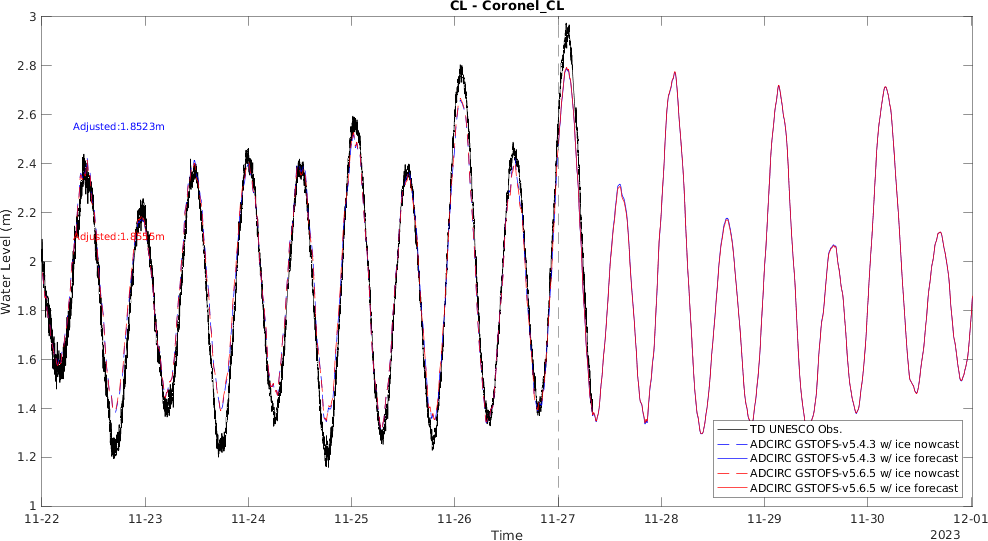 CL - Coronel_CL
3
2.8
2.6
2.4
2.2
2
1.8
1.6
1.4
1.2
1
Water Level (m)
Adjusted:1.8523m
Adjusted:1.8555m
TD UNESCO Obs.
ADCIRC GSTOFS-v5.4.3 w/ ice nowcast
ADCIRC GSTOFS-v5.4.3 w/ ice forecast
ADCIRC GSTOFS-v5.6.5 w/ ice nowcast
ADCIRC GSTOFS-v5.6.5 w/ ice forecast
11-22 11-23 11-24 11-25 11-26 11-27 11-28 11-29 11-30 12-01
Time
2023